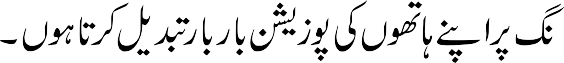 نگ پر اپنے ہاتھوں کی پوزیشن بار بار تبدیل کرتا ہوں ۔